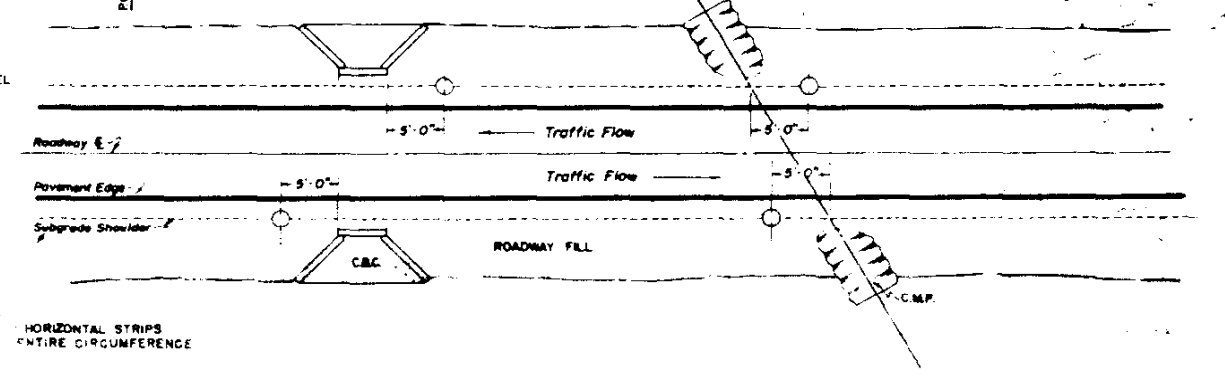 EL
5'-0"
Traffic Flow
5'-0"
Roadway ℄
Traffic Flow
5'-0"
5'-0"
Pavement Edge
Subgrade Shoulder
ROADWAY FILL
C.B.C.
C.M.P.
HORIZONTAL STRIPS
ENTIRE CIRCUMFERENCE